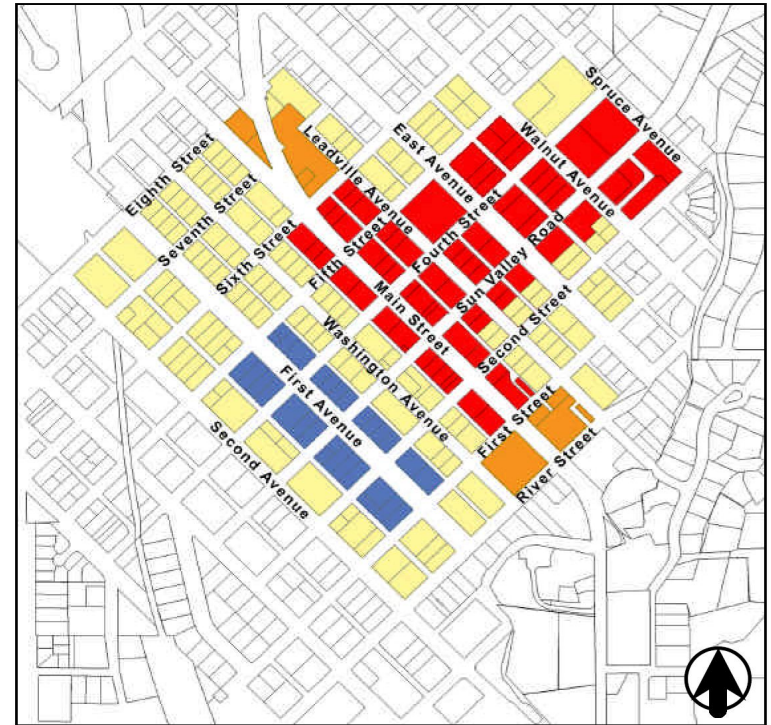 Spruce Avenue
Walnut Avenue
East Avenue
Leadville Avenue
Eighth Street
Seventh Street
Sixth Street
Fifth Street
Fourth Street
Sun Valley Road
Main Street
Second Street
Washington Avenue
First Avenue
First Street
Second Avenue
River Street